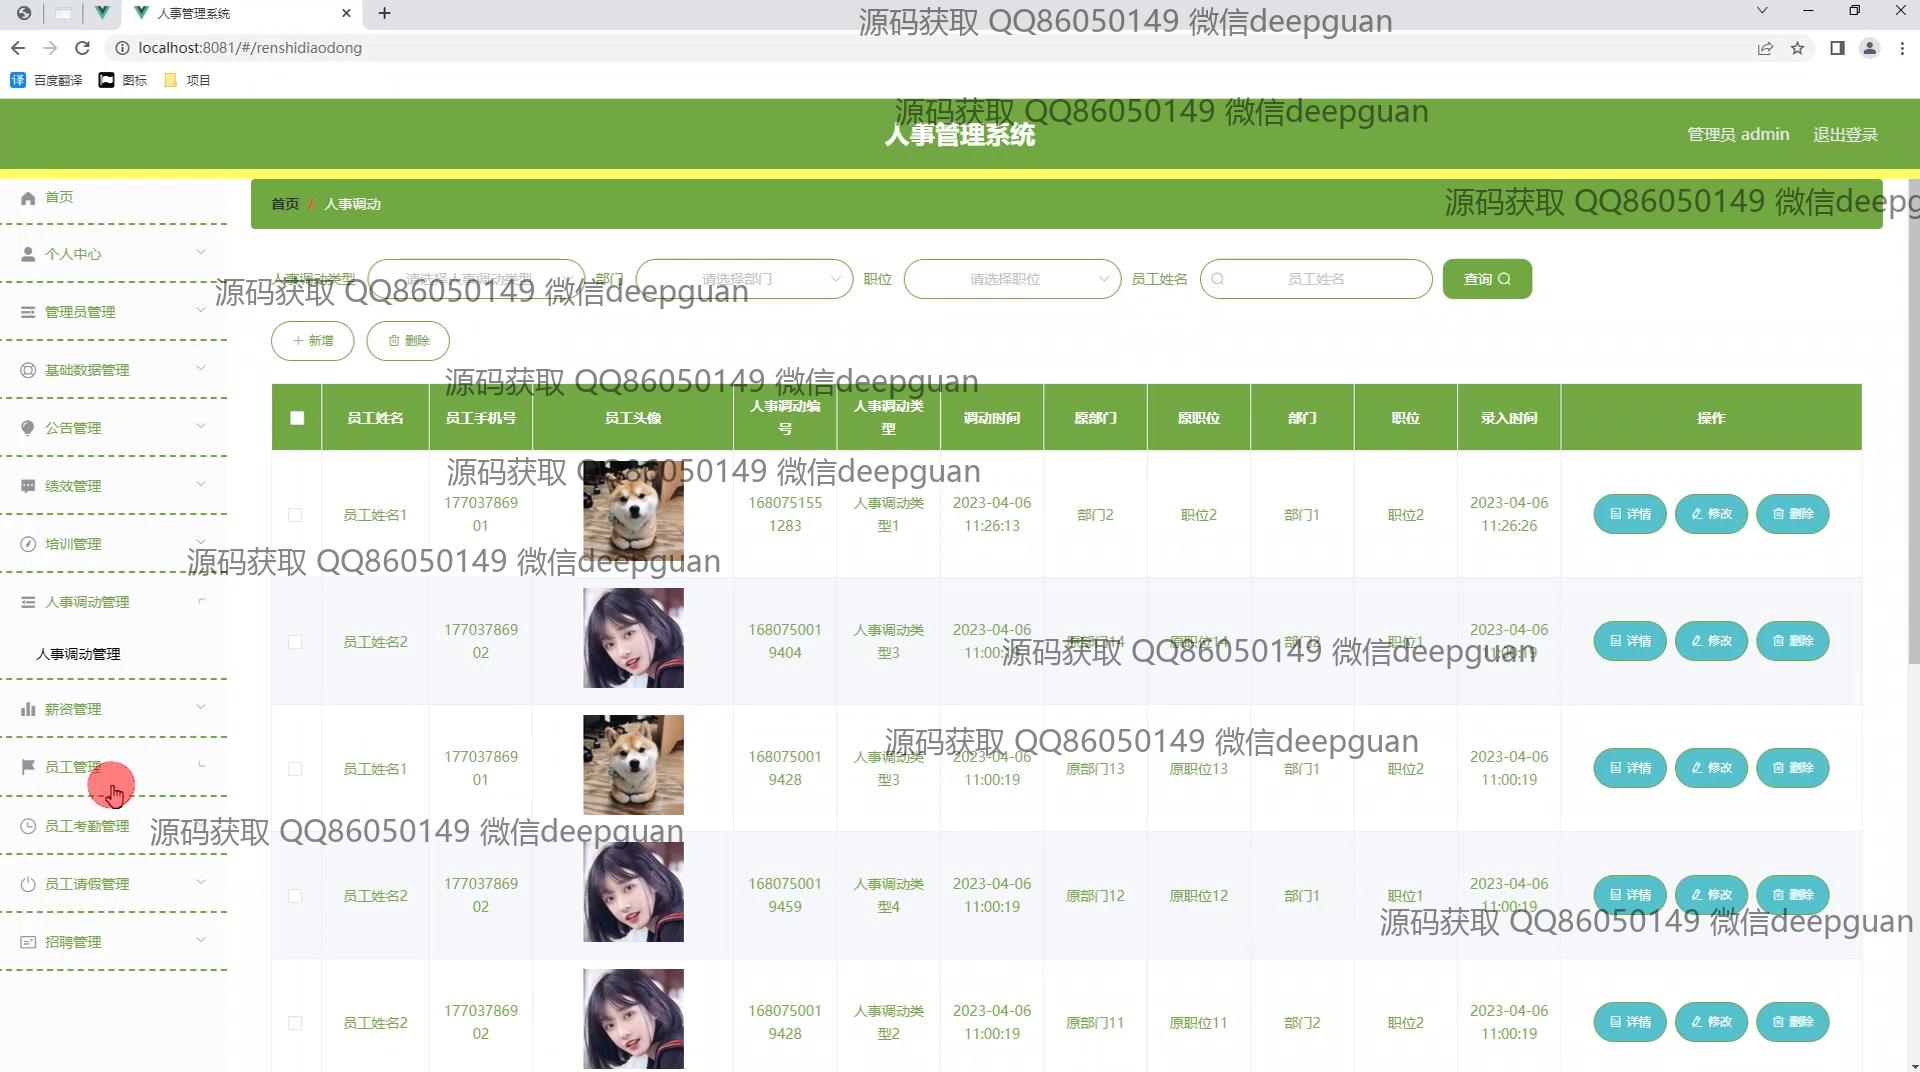 人事管理系统
源码获取 QQ86050149 微信deepguan
localhost:8081/#/renshidiaodong
百度翻译 图标 项目
源码获取 QQ86050149 微信deepguan
人事管理系统
管理员 admin 退出登录
首页
首页 / 人事调动
源码获取 QQ86050149 微信deepg
个人中心
人事调动类型 请选择人事调动类型 部门 请选择部门 职位 请选择职位 员工姓名 员工姓名 查询
源码获取 QQ86050149 微信deepguan
管理员管理
新增 删除
基础数据管理
源码获取 QQ86050149 微信deepguan
员工姓名 员工手机号 员工头像 人事调动编号 人事调动类型 调动时间 原部门 原职位 部门 职位 录入时间 操作
公告管理
源码获取 QQ86050149 微信deepguan
绩效管理
员工姓名1 17703786901 1680751551283 人事调动类型1 2023-04-06 11:26:13 部门2 职位2 部门1 职位2 2023-04-06 11:26:26 详情 修改 删除
培训管理
源码获取 QQ86050149 微信deepguan
人事调动管理
员工姓名2 17703786902 1680750019404 人事调动类型3 2023-04-06 11:00:19 原部门14 原职位14 部门2 职位1 2023-04-06 11:00:19 详情 修改 删除
人事调动管理
源码获取 QQ86050149 微信deepguan
薪资管理
源码获取 QQ86050149 微信deepguan
员工管理
员工姓名1 17703786901 1680750019428 人事调动类型3 2023-04-06 11:00:19 原部门13 原职位13 部门1 职位2 2023-04-06 11:00:19 详情 修改 删除
员工考勤管理
源码获取 QQ86050149 微信deepguan
员工请假管理
员工姓名2 17703786902 1680750019459 人事调动类型4 2023-04-06 11:00:19 原部门12 原职位12 部门1 职位1 2023-04-06 11:00:19 详情 修改 删除
源码获取 QQ86050149 微信deepguan
招聘管理
员工姓名2 17703786902 1680750019428 人事调动类型2 2023-04-06 11:00:19 原部门11 原职位11 部门2 职位2 2023-04-06 11:00:19 详情 修改 删除